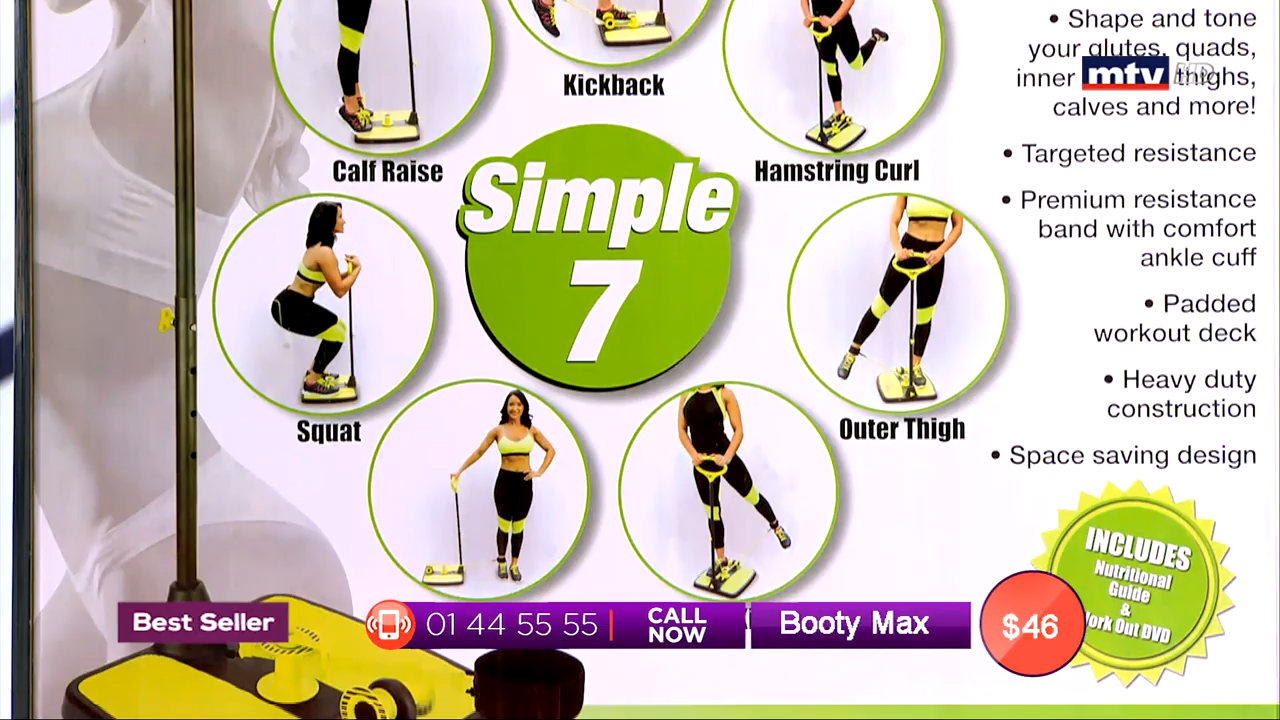 • Shape and tone
your glutes, quads,
inner thighs,
calves and more!
mtv HD
• Targeted resistance
• Premium resistance
band with comfort
ankle cuff
• Padded
workout deck
• Heavy duty
construction
• Space saving design
Kickback
Calf Raise
Hamstring Curl
Simple
7
Squat
Outer Thigh
INCLUDES
Nutritional
Guide
&
Work Out DVD
Best Seller
01 44 55 55
CALL
NOW
Booty Max
$46